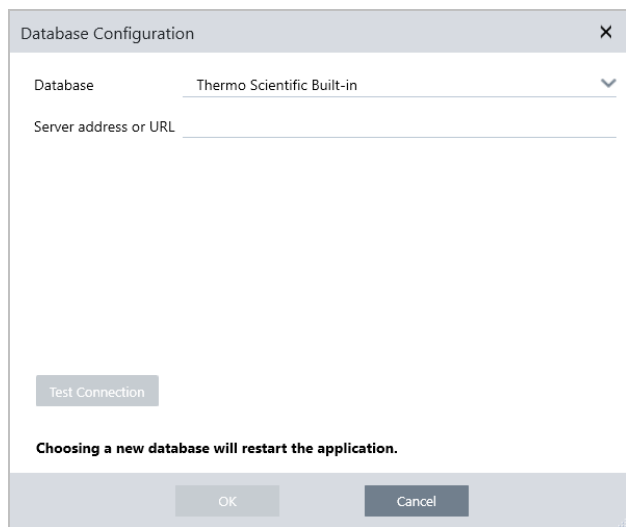 Database Configuration
Database Thermo Scientific Built-in
Server address or URL
Test Connection
Choosing a new database will restart the application.
OK Cancel